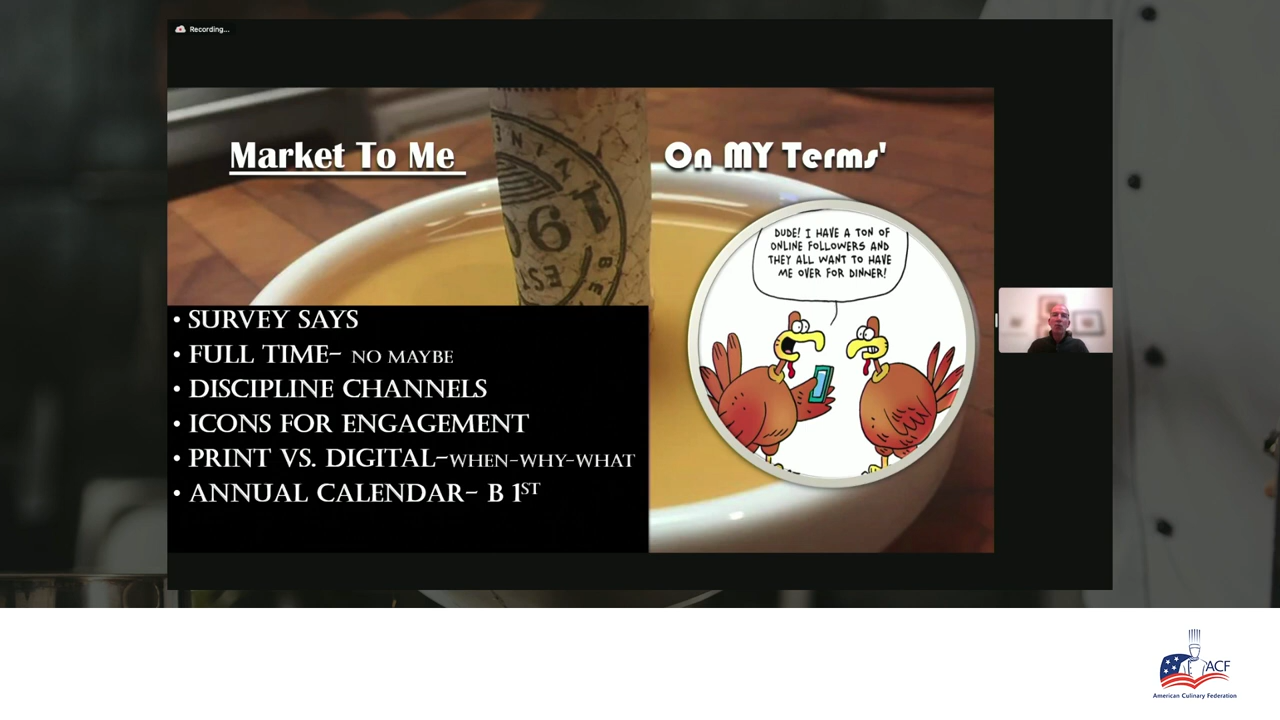 Recording...
Market To Me
On MY Terms'
DUDE! I HAVE A TON OF
ONLINE FOLLOWERS AND
THEY ALL WANT TO HAVE
ME OVER FOR DINNER!
• SURVEY SAYS
• FULL TIME- NO MAYBE
• DISCIPLINE CHANNELS
• ICONS FOR ENGAGEMENT
• PRINT VS. DIGITAL-WHEN-WHY-WHAT
• ANNUAL CALENDAR- B 1ST
ACF
American Culinary Federation